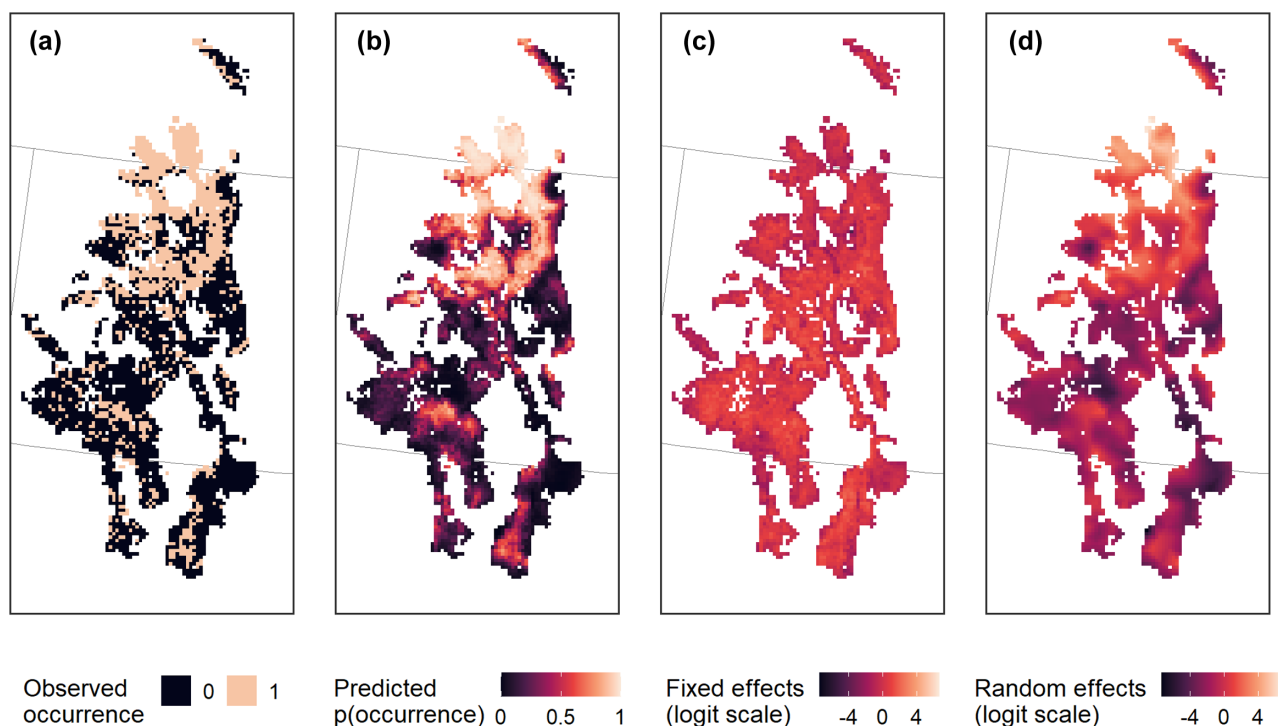 (a)
(b)
(c)
(d)
Observed
occurrence
0
1
Predicted
p(occurrence)
0 0.5 1
Fixed effects
(logit scale)
-4 0 4
Random effects
(logit scale)
-4 0 4